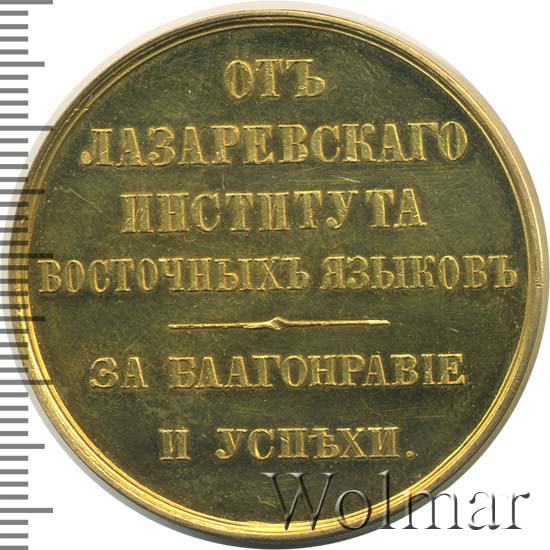 ОТЪ
ЛАЗАРЕВСКАГО
ИНСТИТУТА
ВОСТОЧНЫХЪ ЯЗЫКОВЪ
ЗА БЛАГОНРАВІЕ
И УСПѢХИ.
Wolmar